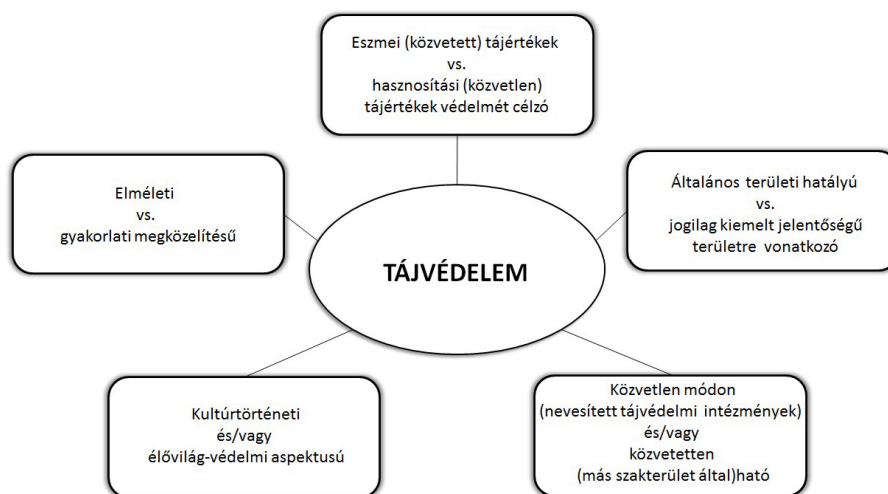 Eszmei (közvetett) tájértékek
vs.
hasznosítási (közvetlen)
tájértékek védelmét célzó
Elméleti
vs.
gyakorlati megközelítésű
Általános területi hatályú
vs.
jogilag kiemelt jelentőségű
területre vonatkozó
TÁJVÉDELEM
Kultúrtörténeti
és/vagy
élővilág-védelmi aspektusú
Közvetlen módon
(nevesített tájvédelmi intézmények)
és/vagy
közvetetten
(más szakterület által)ható